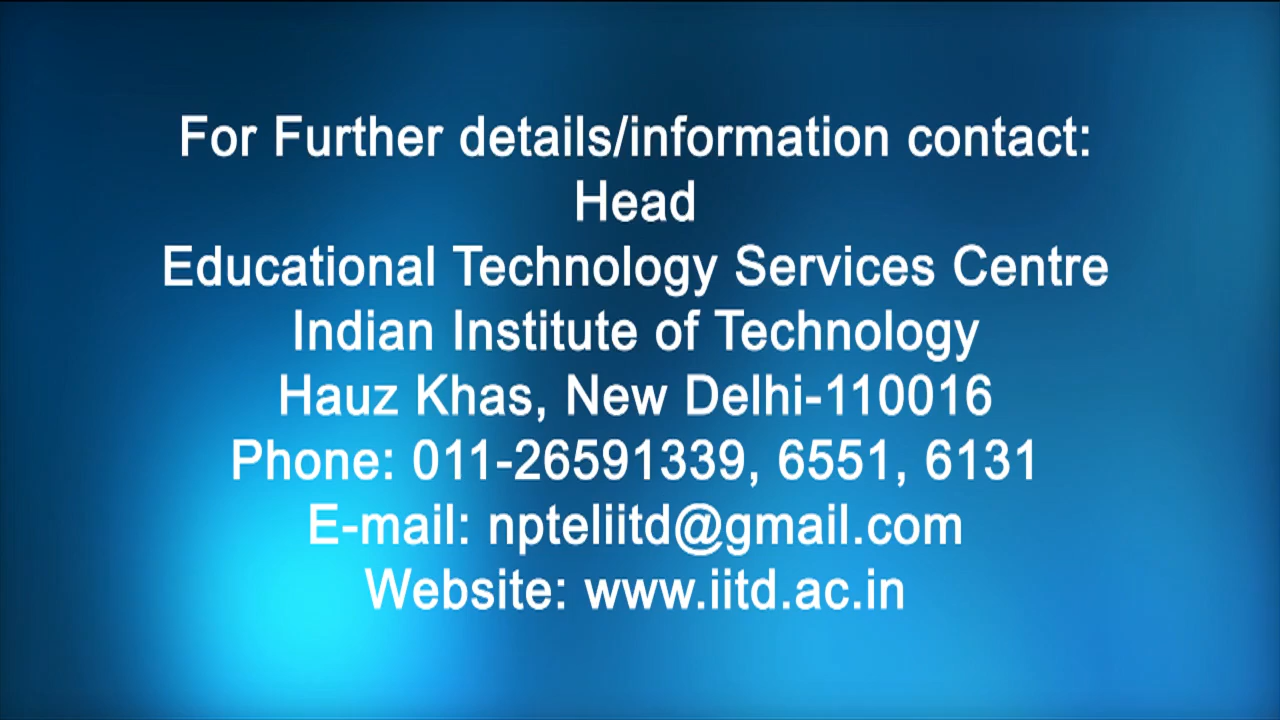 For Further details/information contact:
Head
Educational Technology Services Centre
Indian Institute of Technology
Hauz Khas, New Delhi-110016
Phone: 011-26591339, 6551, 6131
E-mail: npteliitd@gmail.com
Website: www.iitd.ac.in